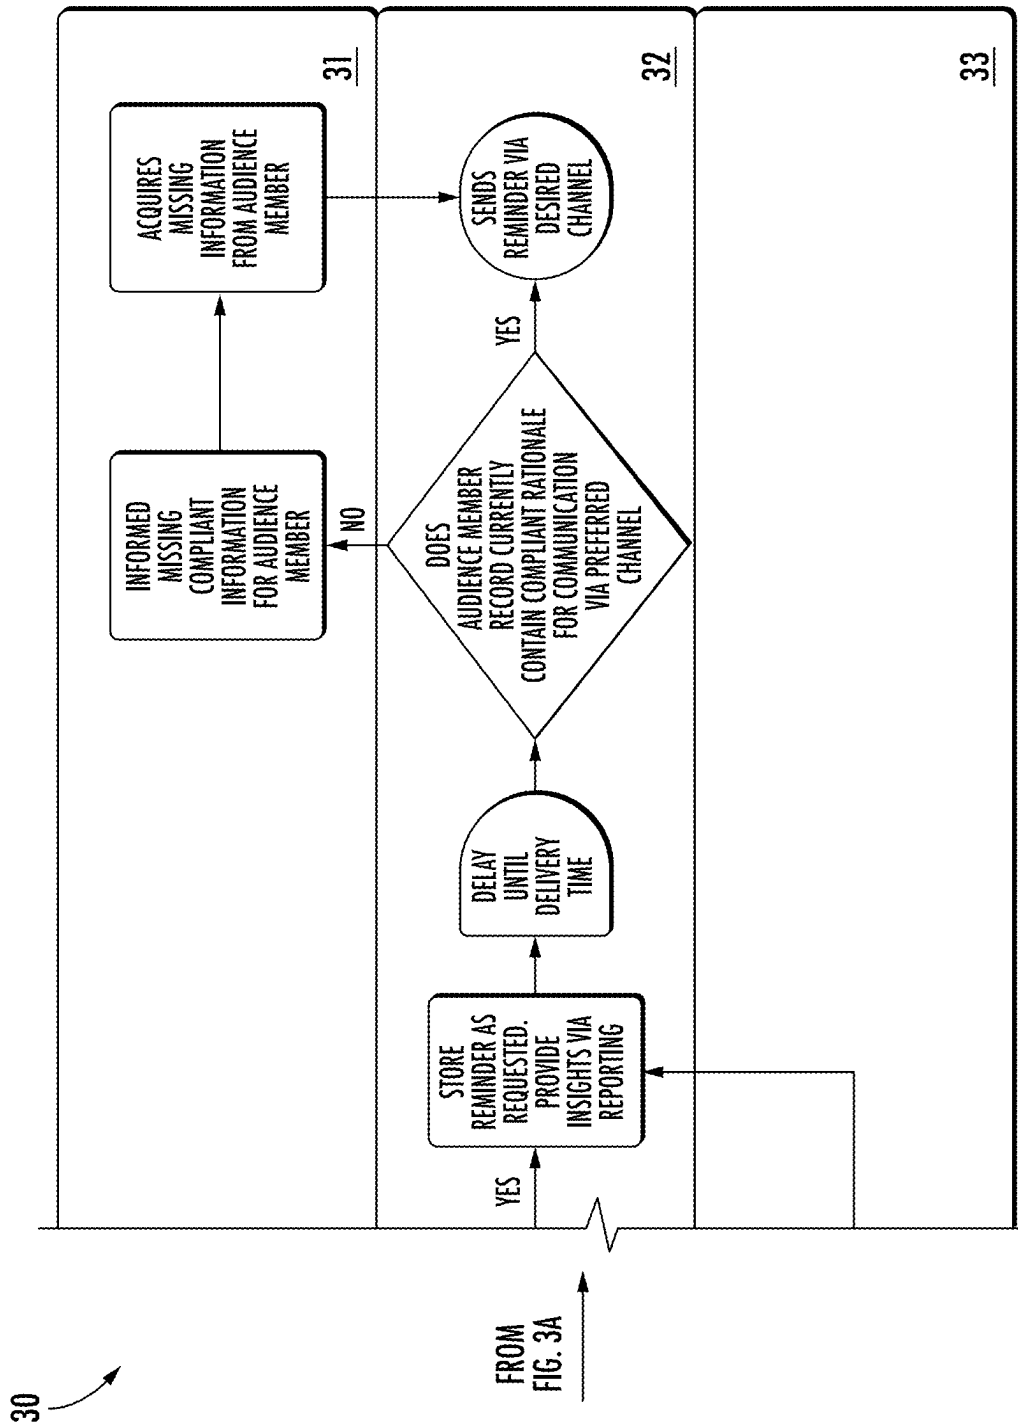 30
FROM
FIG. 3A
YES
STORE
REMINDER AS
REQUESTED.
PROVIDE
INSIGHTS VIA
REPORTING
DELAY
UNTIL
DELIVERY
TIME
DOES
AUDIENCE MEMBER
RECORD CURRENTLY
CONTAIN COMPLIANT RATIONALE
FOR COMMUNICATION
VIA PREFERRED
CHANNEL
NO
INFORMED
MISSING
COMPLIANT
INFORMATION
FOR AUDIENCE
MEMBER
ACQUIRES
MISSING
INFORMATION
FROM AUDIENCE
MEMBER
YES
SENDS
REMINDER VIA
DESIRED
CHANNEL
31
32
33